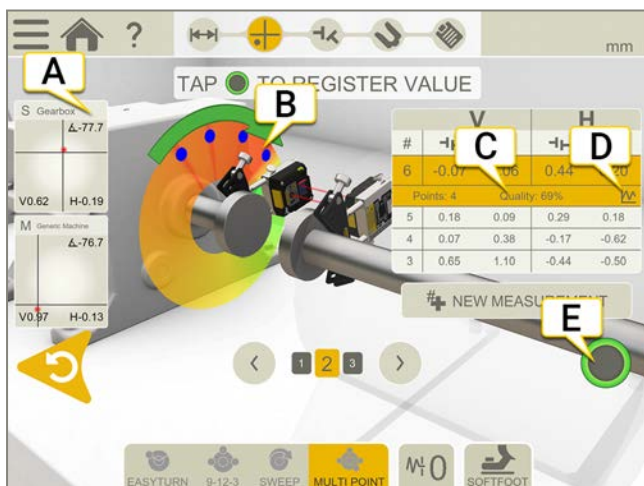 ?
mm
TAP TO REGISTER VALUE
A
B
S Gearbox
∡-77.7
V0.62 H-0.19
M Generic Machine
∡-76.7
V0.97 H-0.13
V H
#
C
D
6 -0.07 .06 0.44 20
Points: 4 Quality: 69%
5 0.18 0.09 0.29 0.18
4 0.07 0.38 -0.17 -0.62
3 0.65 1.10 -0.44 -0.50
# NEW MEASUREMENT
E
1 2 3
EASYTURN 9-12-3 SWEEP MULTI POINT 0 SOFTFOOT